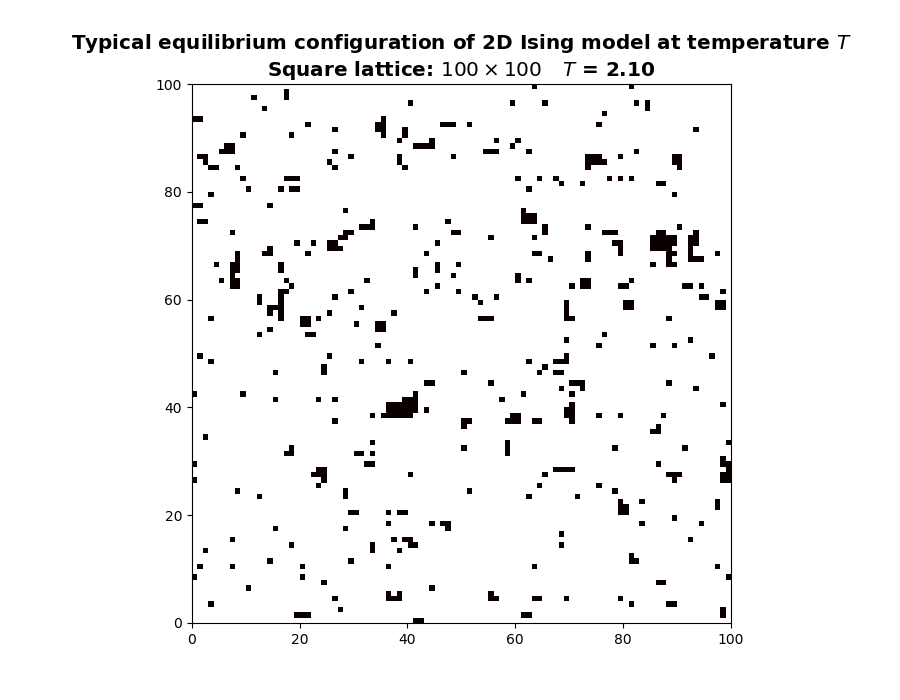 Typical equilibrium configuration of 2D Ising model at temperature T
Square lattice: 100 × 100 T = 2.10
100
80
60
40
20
0
0 20 40 60 80 100